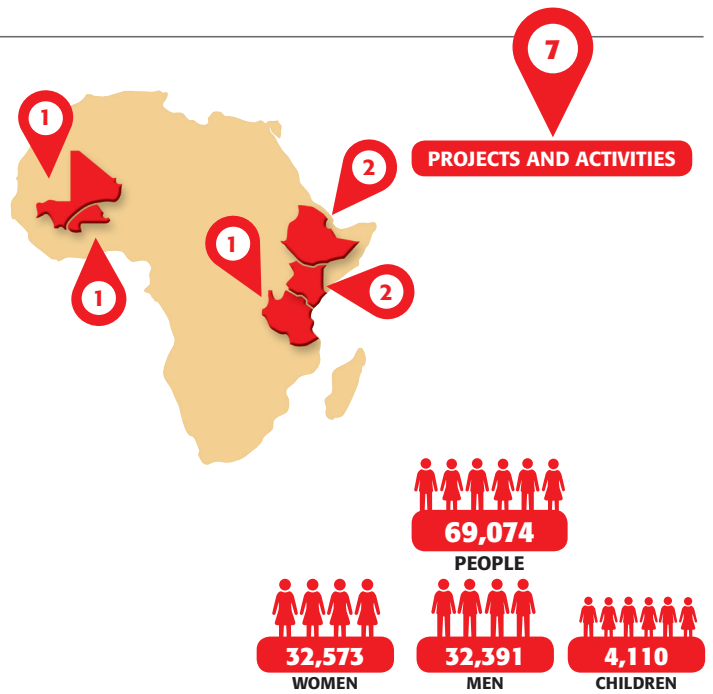 7
PROJECTS AND ACTIVITIES
1
2
1
1
2
69,074
PEOPLE
32,573
WOMEN
32,391
MEN
4,110
CHILDREN